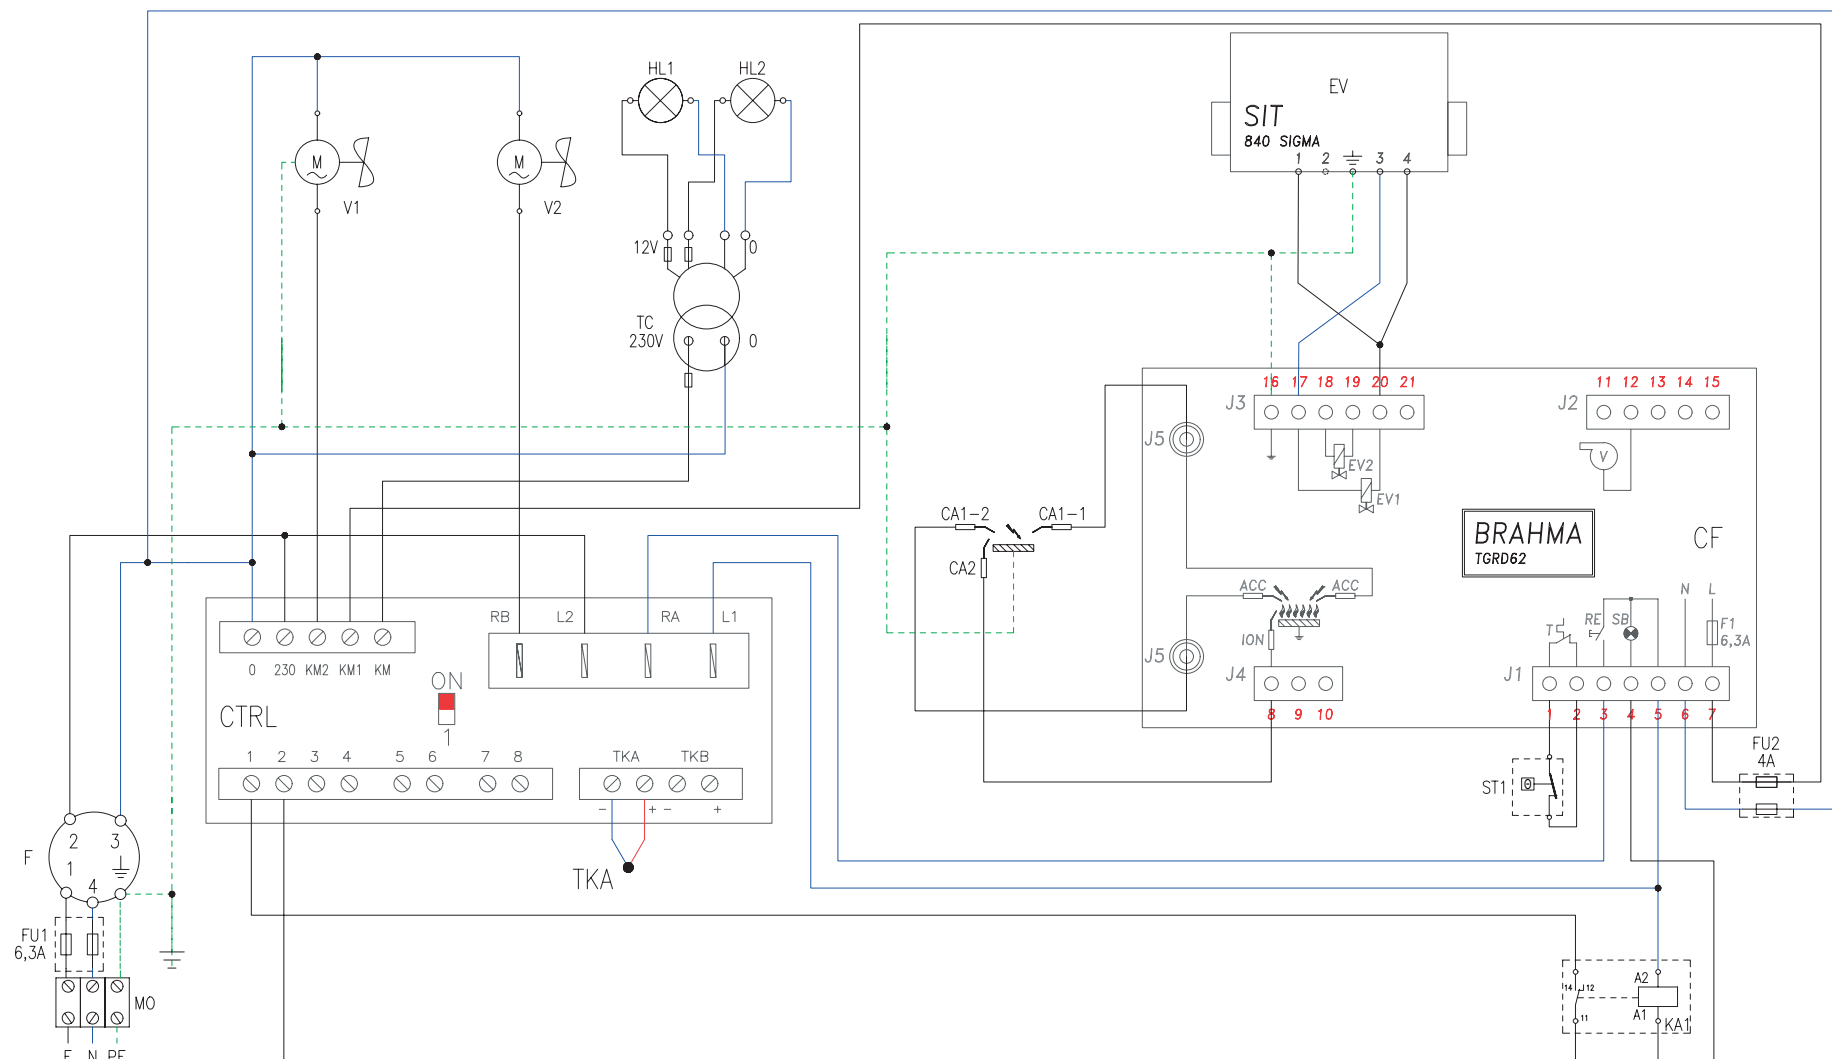 HL1 HL2
EV
SIT
840 SIGMA
1 2 3 4
M M
V1 V2
12V 0
TC
230V 0
16 17 18 19 20 21
11 12 13 14 15
J3 J2
J5
V
EV2
EV1
CA1-2 CA1-1
BRAHMA
TGRD62
CF
CA2
ACC ACC
N L
RE SB
F1
6,3A
T
ION
RB L2 RA L1
J5 J4 J1
0 230 KM2 KM1 KM
ON
CTRL
1
8 9 10
1 2 3 4 5 6 7
FU2
4A
1 2 3 4 5 6 7 8
TKA TKB
ST1
θ
- + - +
2 3
F
1
4
TKA
FU1
6,3A
MO
A2
14 12
A1
11
KA1
F N PE